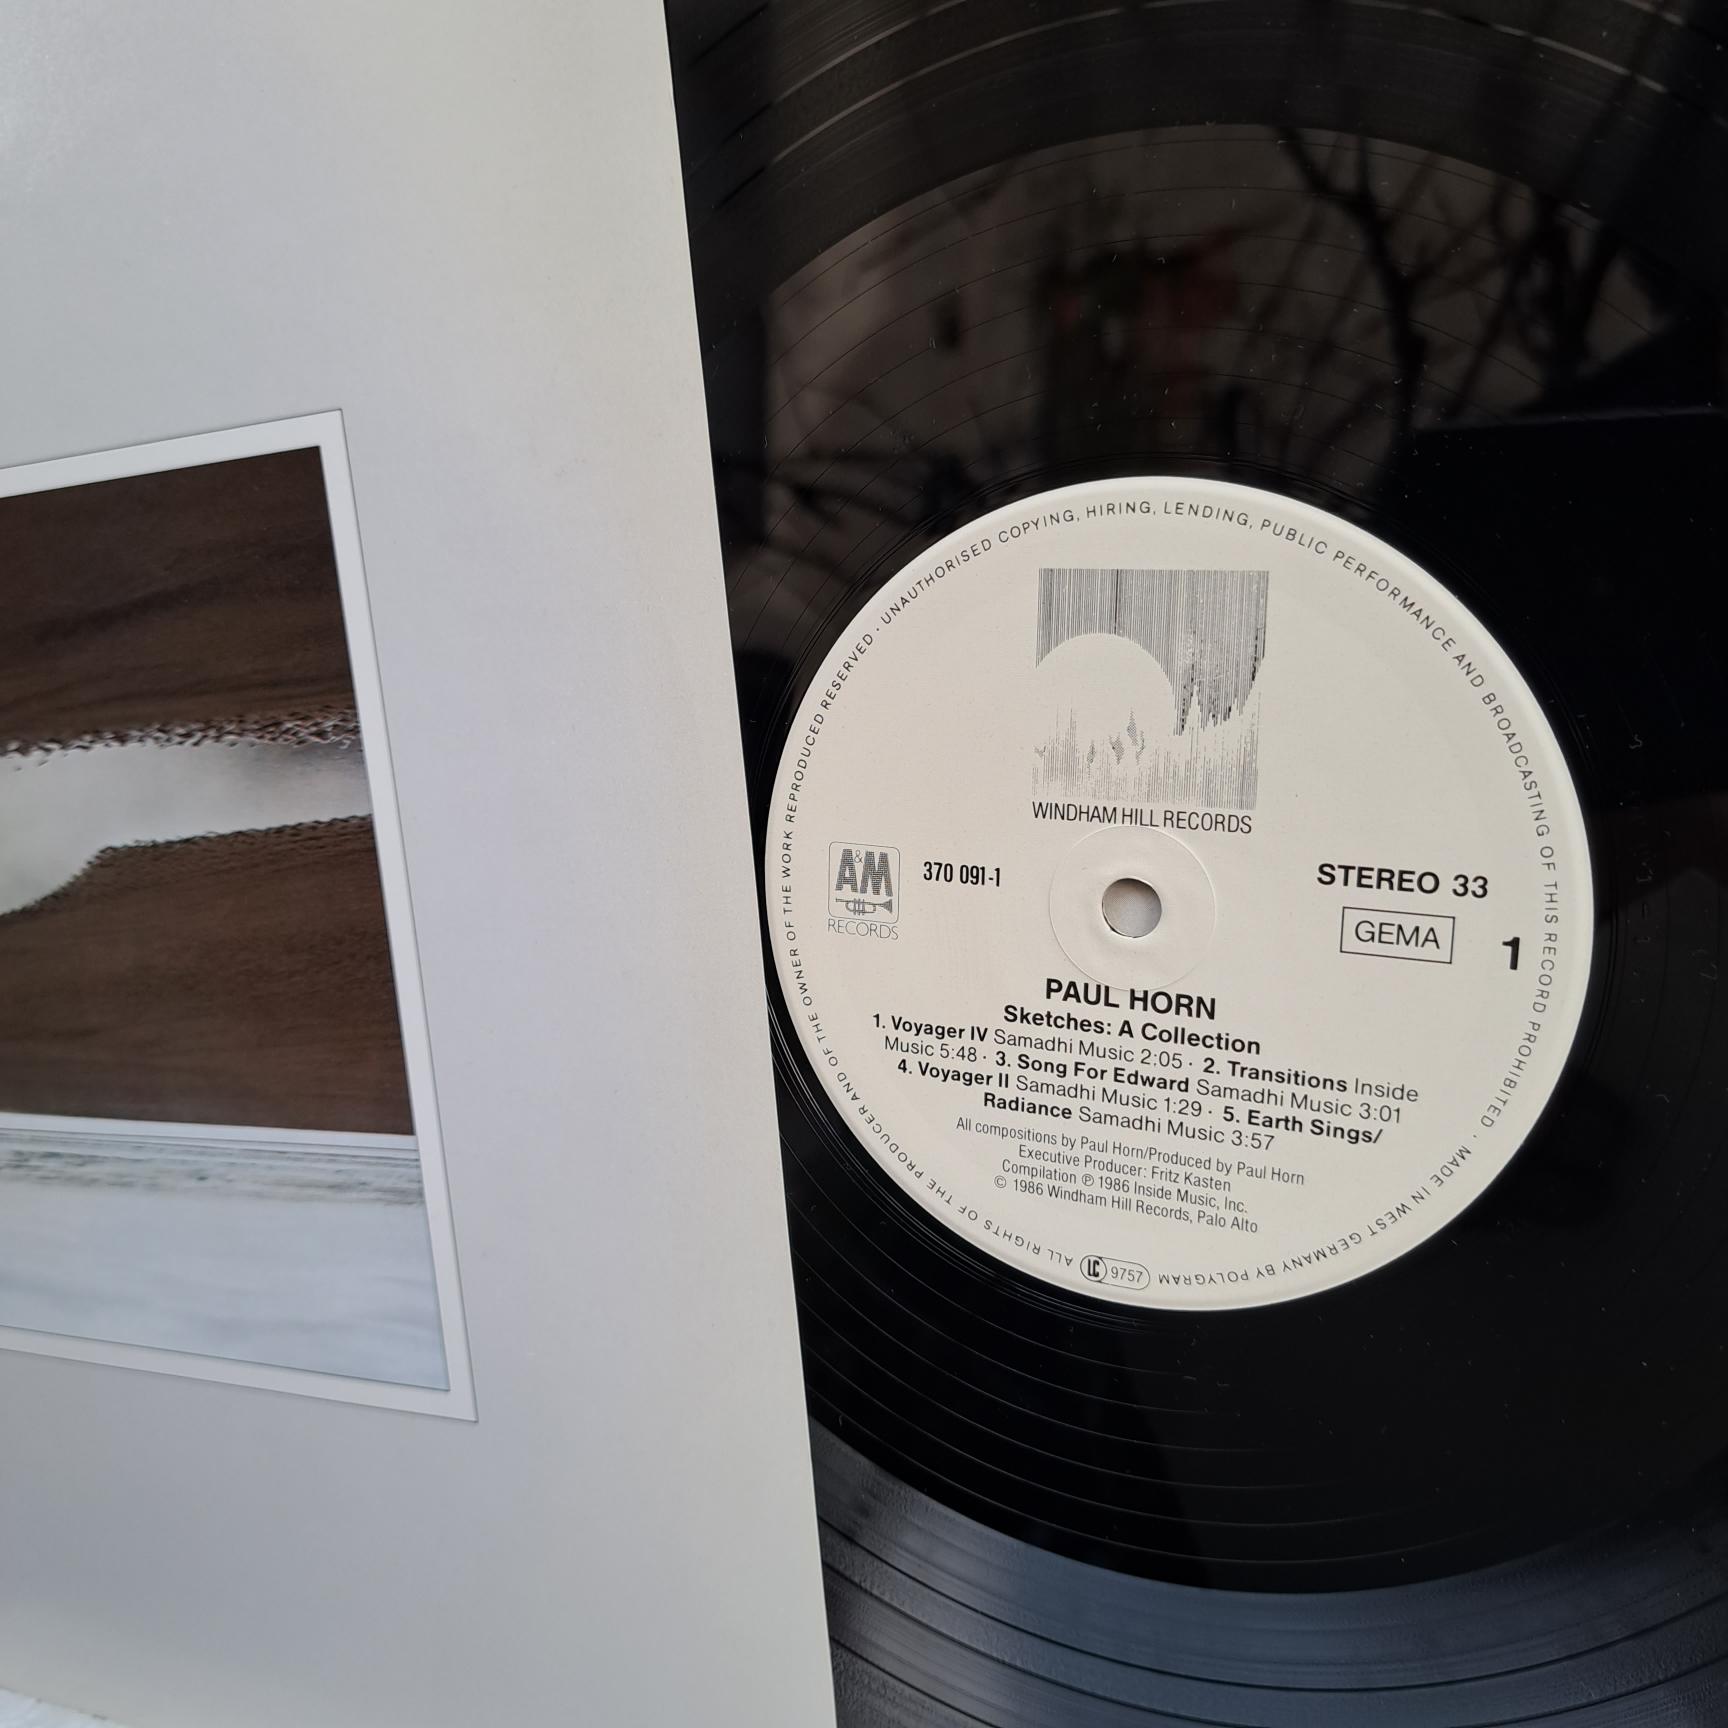 UNAUTHORISED COPYING, HIRING, LENDING, PUBLIC PERFORMANCE AND BROADCASTING OF THIS RECORD PROHIBITED · MADE IN WEST GERMANY BY POLYGRAM
LC 9757
ALL RIGHTS OF THE PRODUCER AND OF THE OWNER OF THE WORK REPRODUCED RESERVED ·
WINDHAM HILL RECORDS
A&M
RECORDS
370 091-1
STEREO 33
GEMA
1
PAUL HORN
Sketches: A Collection
1. Voyager IV Samadhi Music 2:05 · 2. Transitions Inside
Music 5:48 · 3. Song For Edward Samadhi Music 3:01
4. Voyager II Samadhi Music 1:29 · 5. Earth Sings/
Radiance Samadhi Music 3:57
All compositions by Paul Horn/Produced by Paul Horn
Executive Producer: Fritz Kasten
Compilation ℗ 1986 Inside Music, Inc.
© 1986 Windham Hill Records, Palo Alto